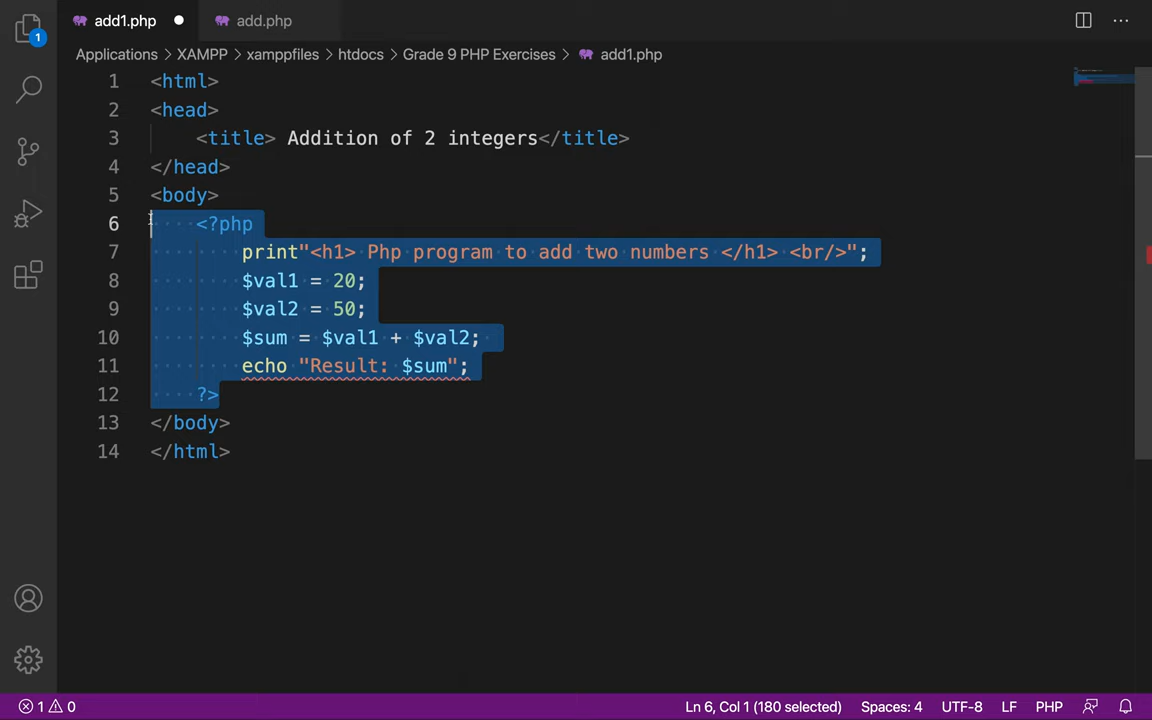 add1.php add.php
1
Applications > XAMPP > xamppfiles > htdocs > Grade 9 PHP Exercises > add1.php
1 <html>
2 <head>
3 <title> Addition of 2 integers</title>
4 </head>
5 <body>
6 <?php
7 print"<h1> Php program to add two numbers </h1> <br/>";
8 $val1 = 20;
9 $val2 = 50;
10 $sum = $val1 + $val2;
11 echo "Result: $sum";
12 ?>
13 </body>
14 </html>
1 0 Ln 6, Col 1 (180 selected) Spaces: 4 UTF-8 LF PHP